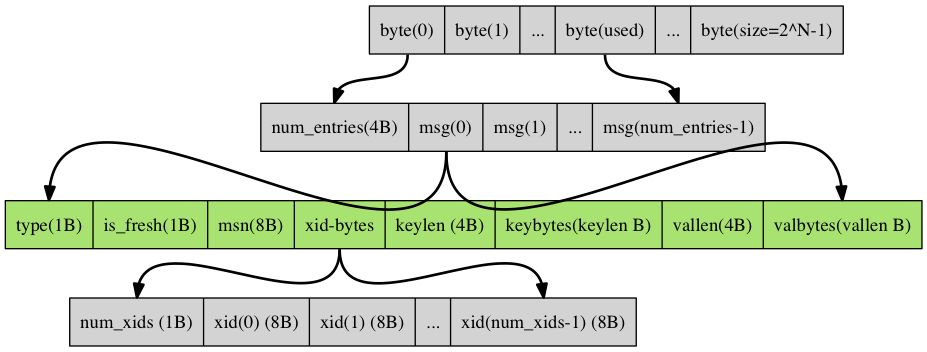 byte(0) byte(1) ... byte(used) ... byte(size=2^N-1)
num_entries(4B) msg(0) msg(1) ... msg(num_entries-1)
type(1B) is_fresh(1B) msn(8B) xid-bytes keylen (4B) keybytes(keylen B) vallen(4B) valbytes(vallen B)
num_xids (1B) xid(0) (8B) xid(1) (8B) ... xid(num_xids-1) (8B)